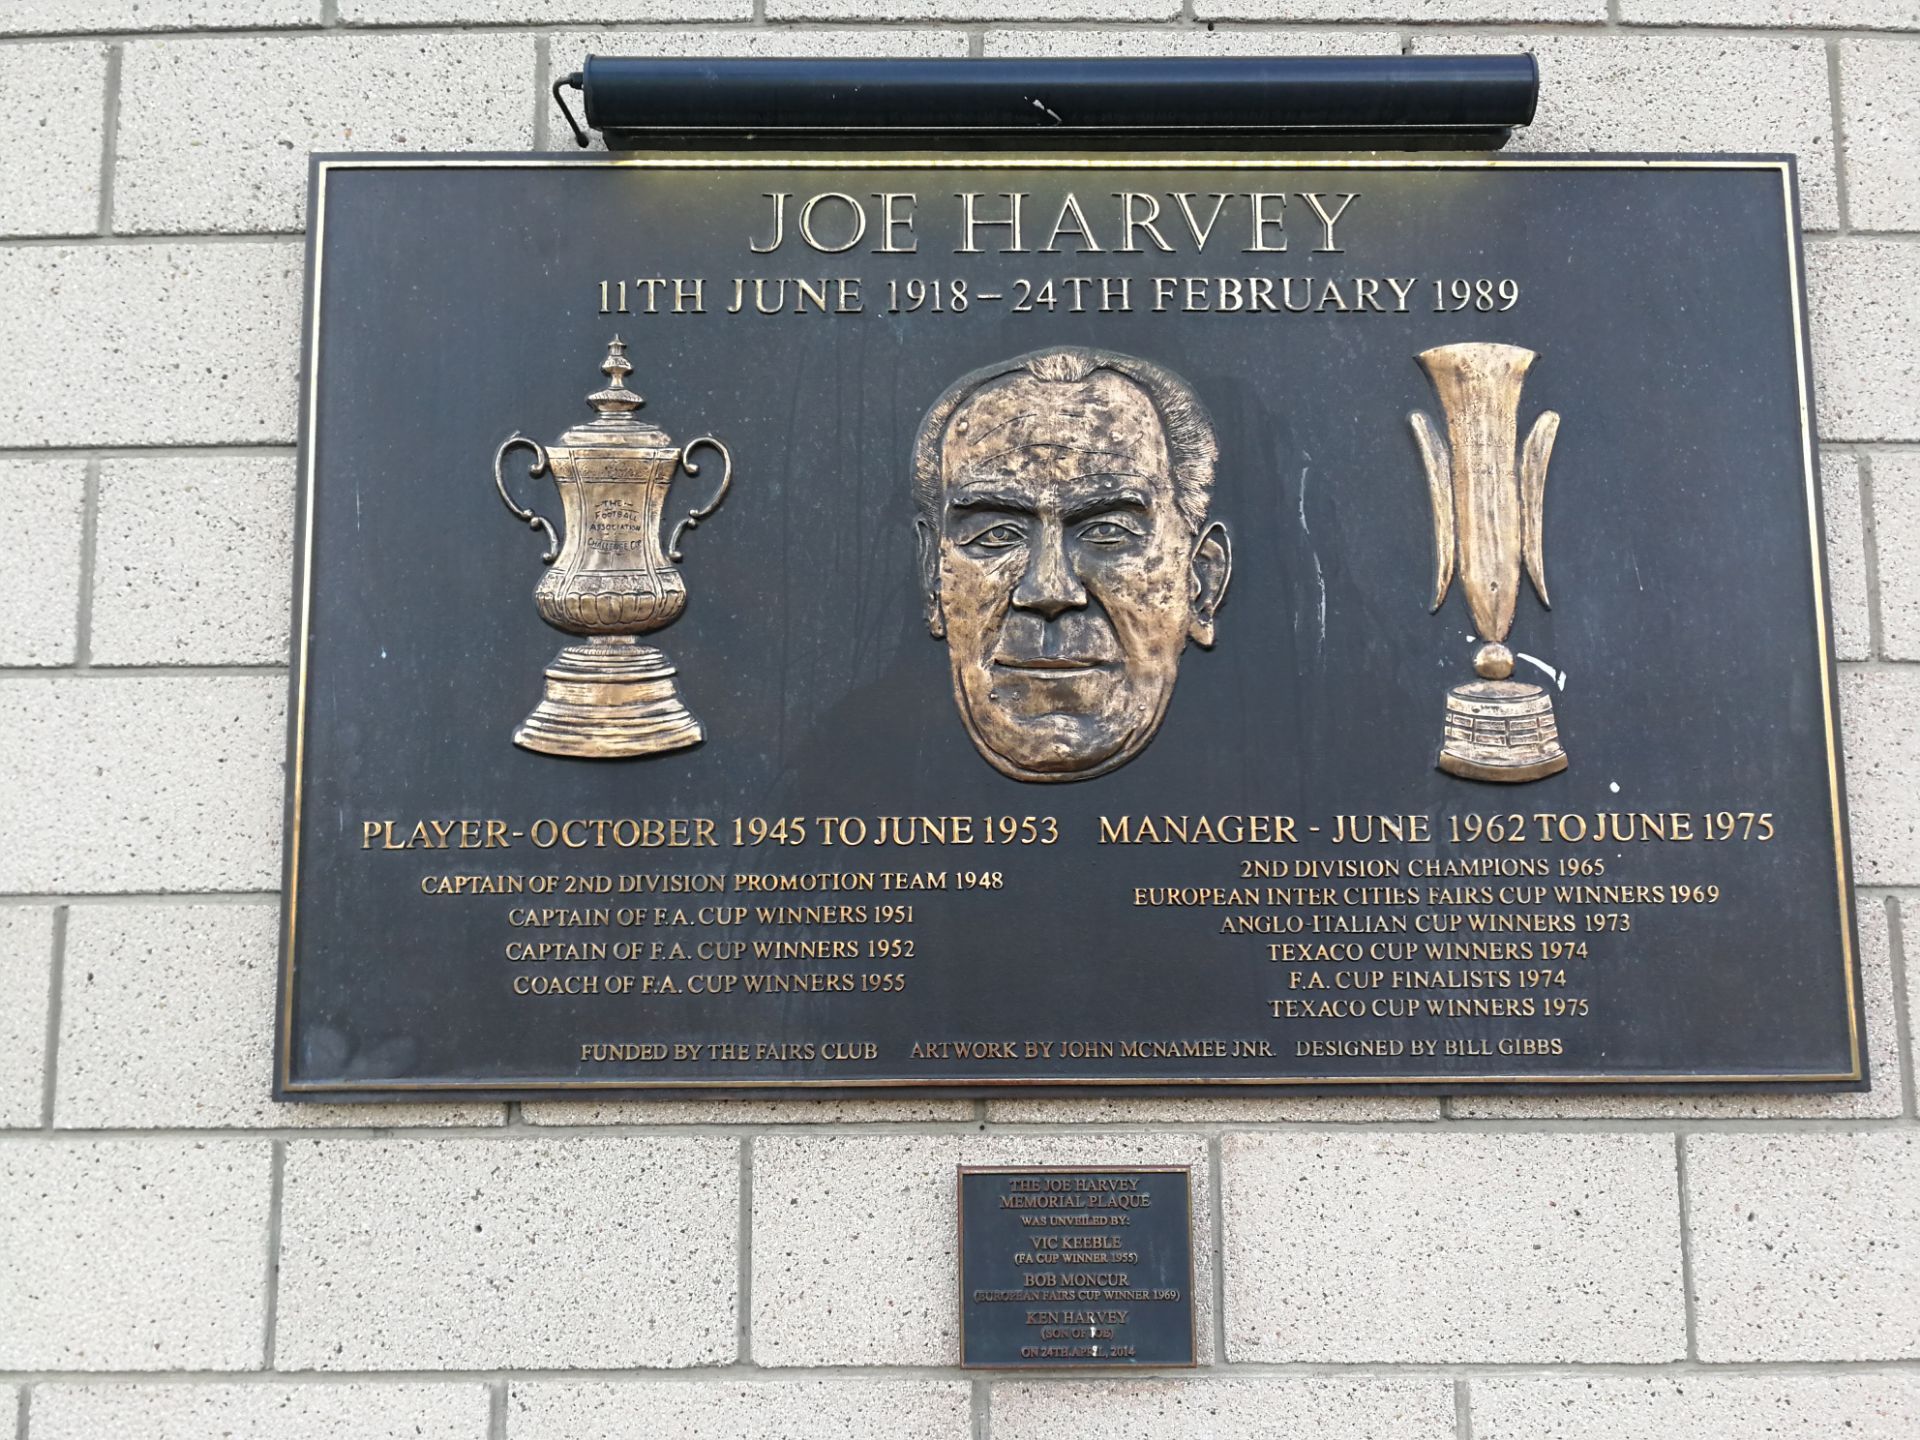 JOE HARVEY
11TH JUNE 1918 - 24TH FEBRUARY 1989
THE
FOOTBALL
ASSOCIATION
CHALLENGE CUP
PLAYER - OCTOBER 1945 TO JUNE 1953
CAPTAIN OF 2ND DIVISION PROMOTION TEAM 1948
CAPTAIN OF F.A. CUP WINNERS 1951
CAPTAIN OF F.A. CUP WINNERS 1952
COACH OF F.A. CUP WINNERS 1955
MANAGER - JUNE 1962 TO JUNE 1975
2ND DIVISION CHAMPIONS 1965
EUROPEAN INTER CITIES FAIRS CUP WINNERS 1969
ANGLO-ITALIAN CUP WINNERS 1973
TEXACO CUP WINNERS 1974
F.A. CUP FINALISTS 1974
TEXACO CUP WINNERS 1975
FUNDED BY THE FAIRS CLUB ARTWORK BY JOHN MCNAMEE JNR. DESIGNED BY BILL GIBBS
THE JOE HARVEY
MEMORIAL PLAQUE
WAS UNVEILED BY:
VIC KEEBLE
(FA CUP WINNER 1955)
BOB MONCUR
(EUROPEAN FAIRS CUP WINNER 1969)
KEN HARVEY
(SON OF JOE)
ON 24TH APRIL, 2014